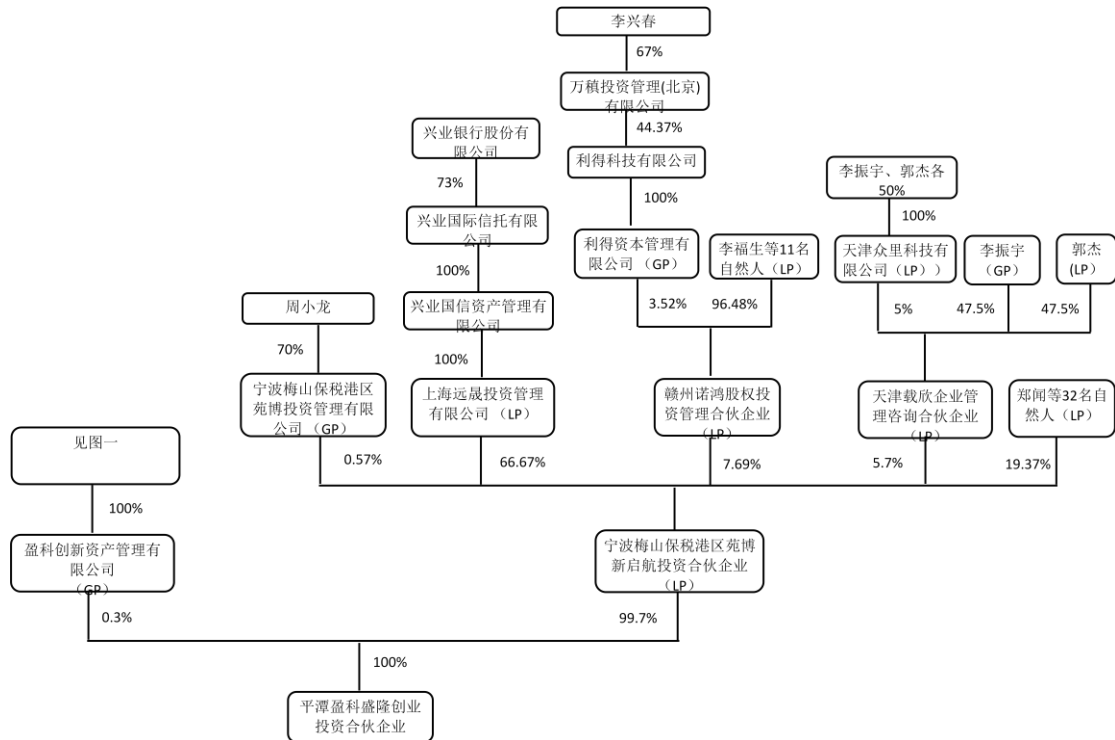 李兴春
67%
万稹投资管理(北京)
有限公司
44.37%
兴业银行股份有
限公司
利得科技有限公司
李振宇、郭杰各
50%
73%
100%
100%
兴业国际信托有限
公司
利得资本管理有
限公司（GP）
李福生等11名
自然人（LP）
天津众里科技有
限公司（LP））
李振宇
（GP）
郭杰
(LP）
100%
3.52%
96.48%
5%
47.5%
47.5%
周小龙
兴业国信资产管理有
限公司
70%
100%
宁波梅山保税港区
苑博投资管理有限
公司（GP）
上海远晟投资管理
有限公司（LP）
赣州诺鸿股权投
资管理合伙企业
（LP）
天津载欣企业管
理咨询合伙企业
（LP）
郑闻等32名自
然人（LP）
见图一
0.57%
66.67%
7.69%
5.7%
19.37%
100%
盈科创新资产管理有
限公司
（GP）
宁波梅山保税港区苑博
新启航投资合伙企业
（LP）
0.3%
99.7%
100%
平潭盈科盛隆创业
投资合伙企业